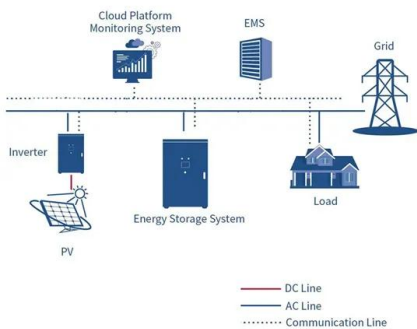 Cloud Platform
Monitoring System
EMS
Grid
Inverter
Energy Storage System
Load
PV
DC Line
AC Line
Communication Line